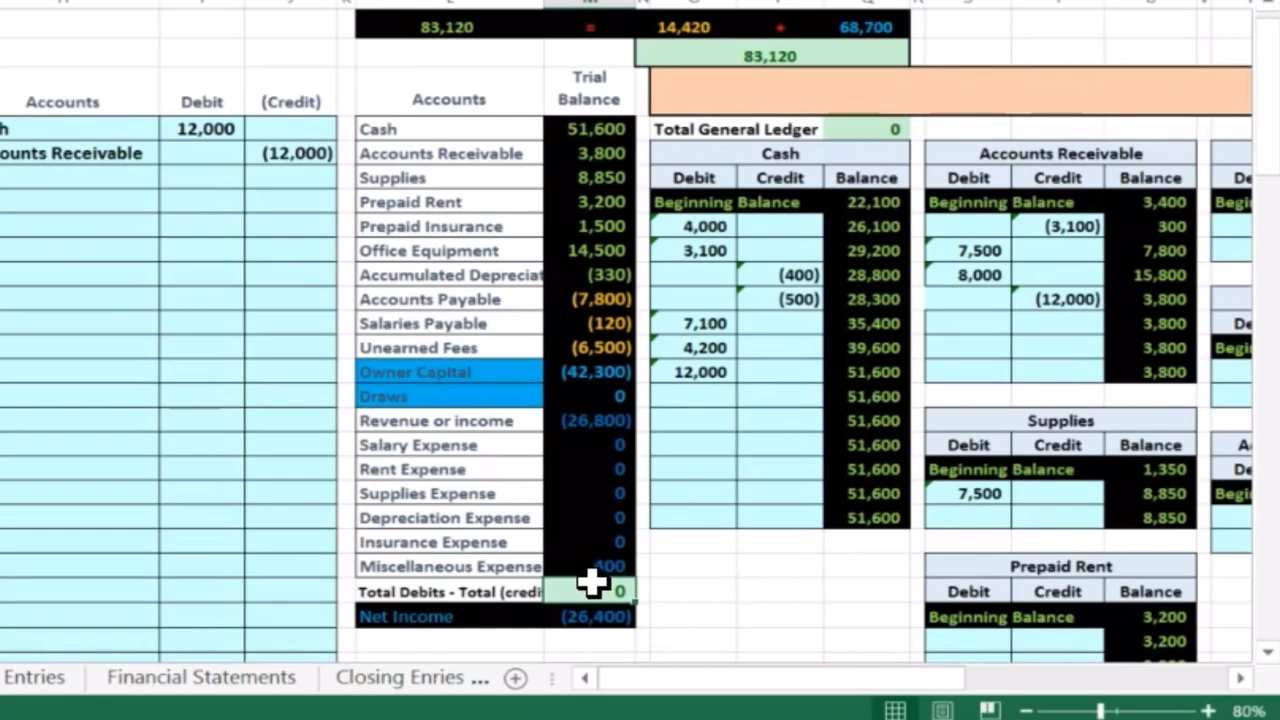 83,120 = 14,420 + 68,700
83,120
Accounts Debit (Credit)
h 12,000
ounts Receivable (12,000)
Accounts Trial Balance
Cash 51,600
Accounts Receivable 3,800
Supplies 8,850
Prepaid Rent 3,200
Prepaid Insurance 1,500
Office Equipment 14,500
Accumulated Depreciat (330)
Accounts Payable (7,800)
Salaries Payable (120)
Unearned Fees (6,500)
Owner Capital (42,300)
Draws 0
Revenue or income (26,800)
Salary Expense 0
Rent Expense 0
Supplies Expense 0
Depreciation Expense 0
Insurance Expense 0
Miscellaneous Expense 400
Total Debits - Total (credi 0
Net Income (26,400)
Total General Ledger 0
Cash
Debit Credit Balance
Beginning Balance 22,100
4,000 26,100
3,100 29,200
(400) 28,800
(500) 28,300
7,100 35,400
4,200 39,600
12,000 51,600
51,600
51,600
51,600
51,600
51,600
51,600
Accounts Receivable
Debit Credit Balance
Beginning Balance 3,400
(3,100) 300
7,500 7,800
8,000 15,800
(12,000) 3,800
3,800
3,800
3,800
Supplies
Debit Credit Balance
Beginning Balance 1,350
7,500 8,850
8,850
Prepaid Rent
Debit Credit Balance
Beginning Balance 3,200
3,200
De
Begi
De
Begi
A
De
Begi
Entries Financial Statements Closing Enries ...
80%